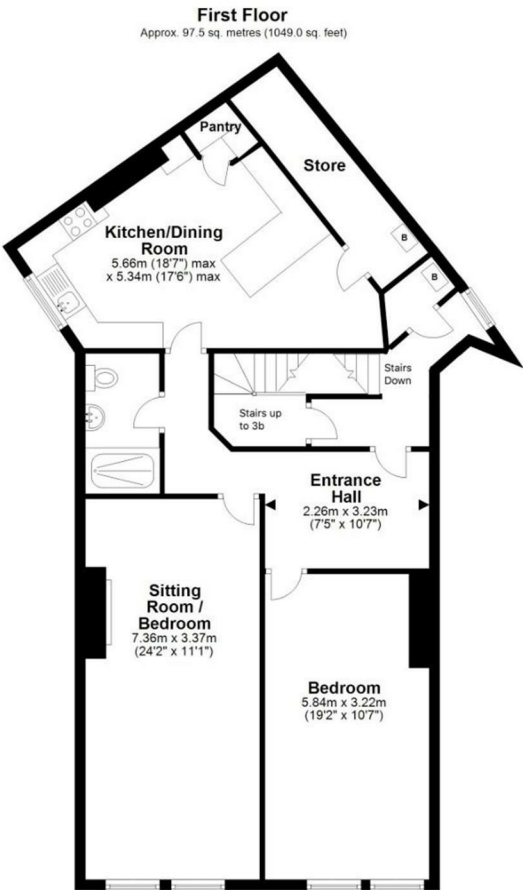 First Floor
Approx. 97.5 sq. metres (1049.0 sq. feet)
Pantry
Store
Kitchen/Dining
Room
5.66m (18'7") max
x 5.34m (17'6") max
B
B
Stairs
Down
Stairs up
to 3b
Entrance
Hall
2.26m x 3.23m
(7'5" x 10'7")
Sitting
Room /
Bedroom
7.36m x 3.37m
(24'2" x 11'1")
Bedroom
5.84m x 3.22m
(19'2" x 10'7")